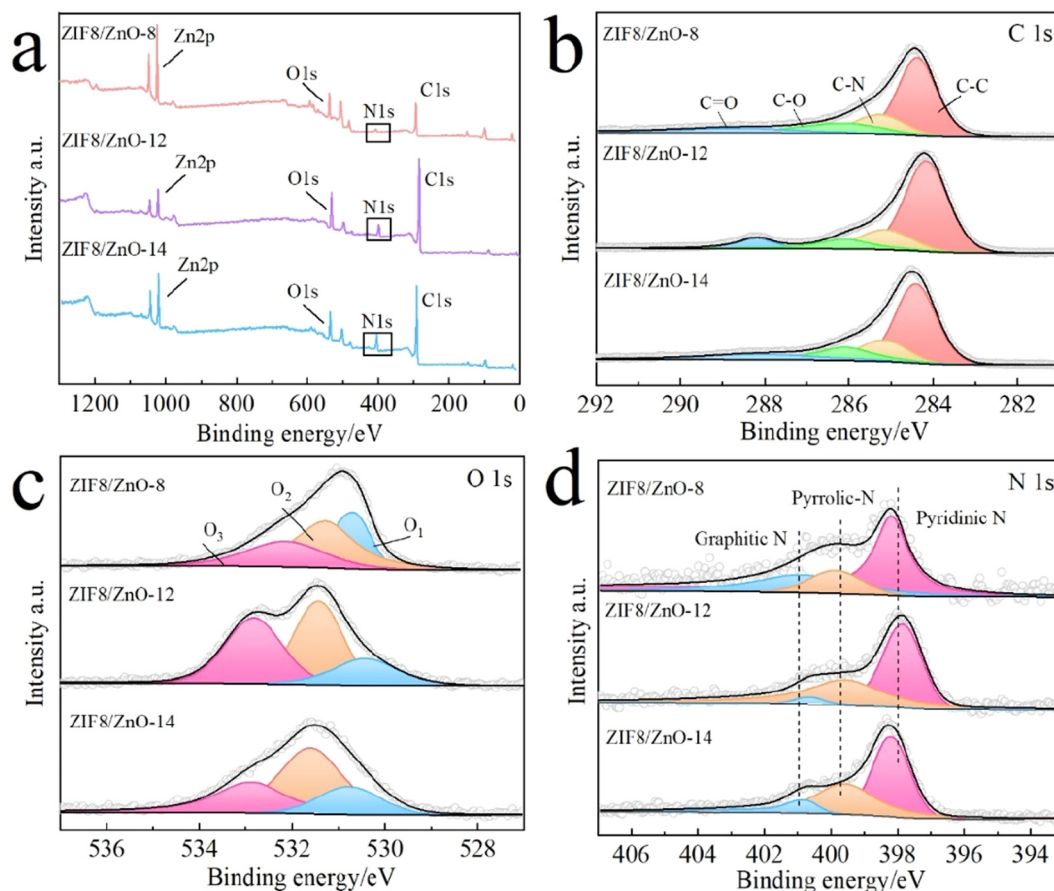 a
ZIF8/ZnO-8
Zn2p
O1s
N1s
C1s
ZIF8/ZnO-12
Zn2p
O1s
N1s
C1s
ZIF8/ZnO-14
Zn2p
O1s
N1s
C1s
Intensity a.u.
1200 1000 800 600 400 200 0
Binding energy/eV
b
ZIF8/ZnO-8
C 1s
C=O
C-O
C-N
C-C
ZIF8/ZnO-12
ZIF8/ZnO-14
Intensity a.u.
292 290 288 286 284 282
Binding energy/eV
c
ZIF8/ZnO-8
O 1s
O₃
O₂
O₁
ZIF8/ZnO-12
ZIF8/ZnO-14
Intensity a.u.
536 534 532 530 528
Binding energy/eV
d
ZIF8/ZnO-8
N 1s
Graphitic N
Pyrrolic-N
Pyridinic N
ZIF8/ZnO-12
ZIF8/ZnO-14
Intensity a.u.
406 404 402 400 398 396 394
Binding energy/eV